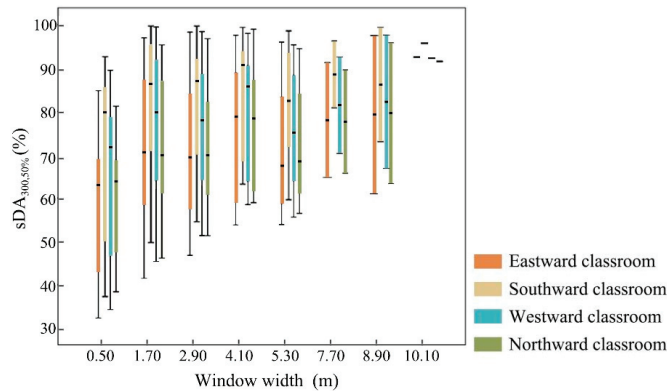 100
90
80
70
60
50
40
30
sDA300,50% (%)
0.50 1.70 2.90 4.10 5.30 7.70 8.90 10.10
Window width (m)
Eastward classroom
Southward classroom
Westward classroom
Northward classroom